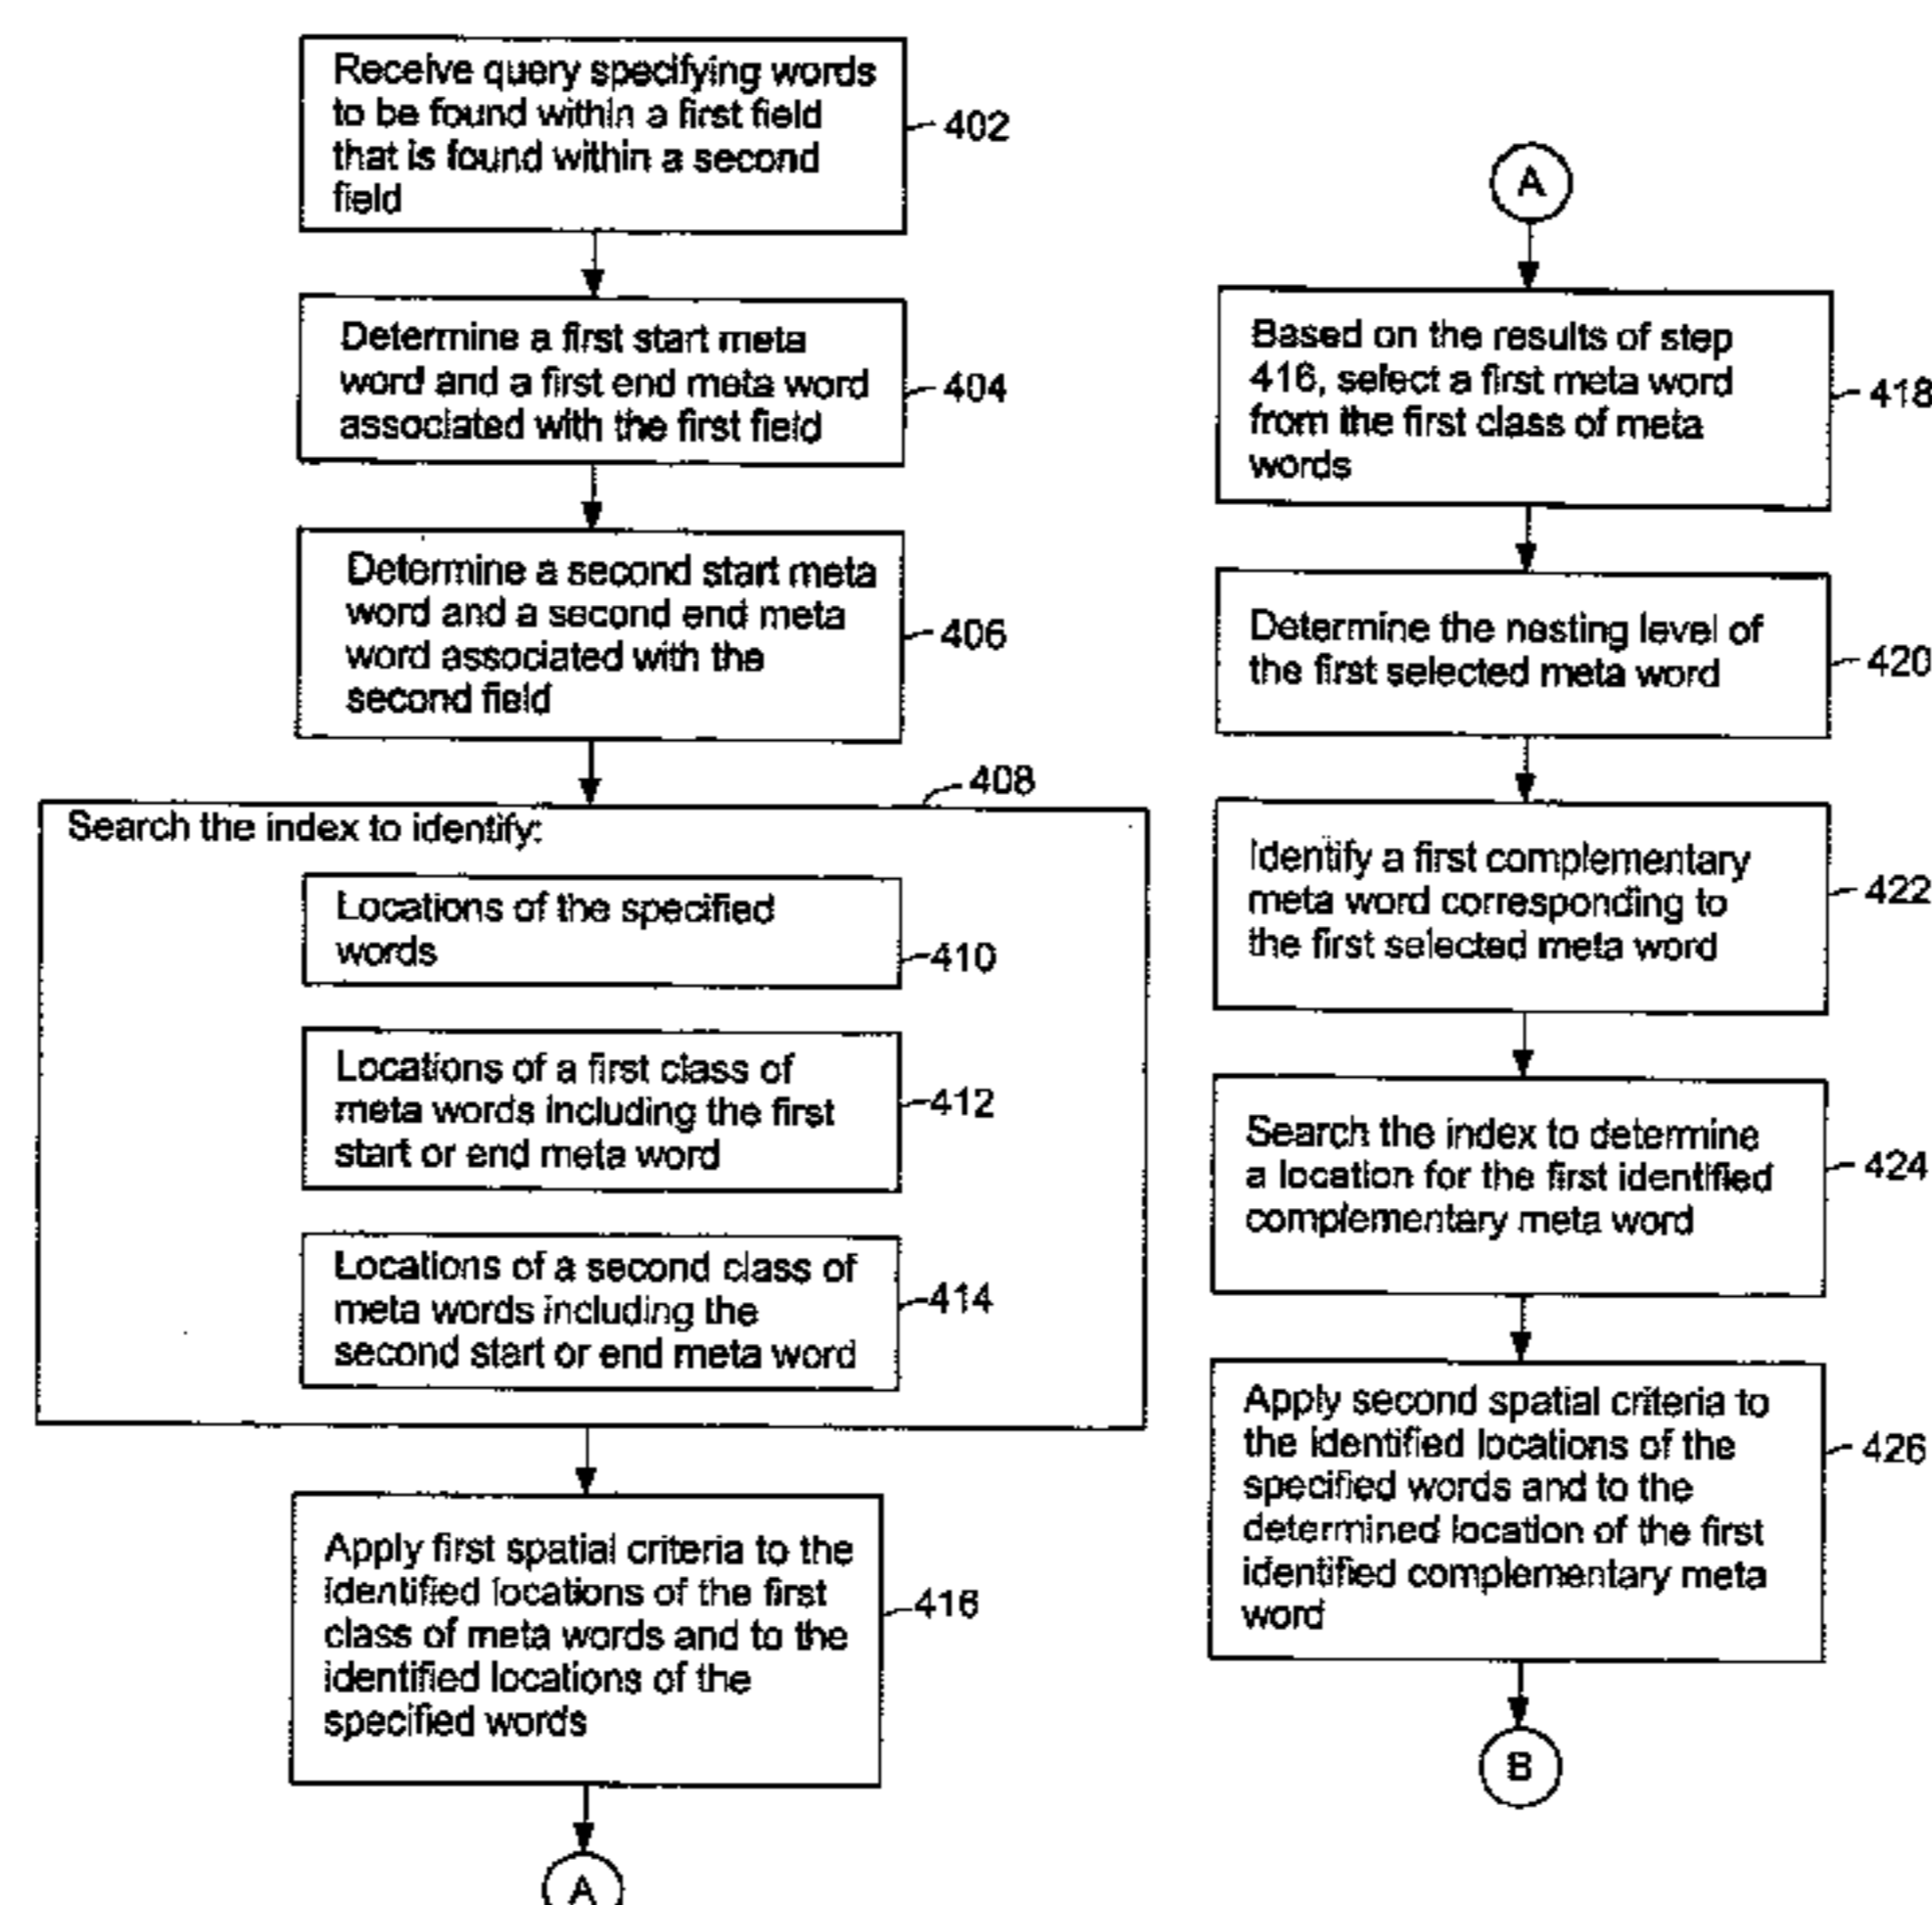 Receive query specifying words
to be found within a first field
that is found within a second
field
402
Determine a first start meta
word and a first end meta word
associated with the first field
404
Determine a second start meta
word and a second end meta
word associated with the
second field
406
408
Search the index to identify:
Locations of the specified
words
410
Locations of a first class of
meta words including the first
start or end meta word
412
Locations of a second class of
meta words including the
second start or end meta word
414
Apply first spatial criteria to the
identified locations of the first
class of meta words and to the
identified locations of the
specified words
416
A
A
Based on the results of step
416, select a first meta word
from the first class of meta
words
418
Determine the nesting level of
the first selected meta word
420
Identify a first complementary
meta word corresponding to
the first selected meta word
422
Search the index to determine
a location for the first identified
complementary meta word
424
Apply second spatial criteria to
the identified locations of the
specified words and to the
determined location of the first
identified complementary meta
word
426
B